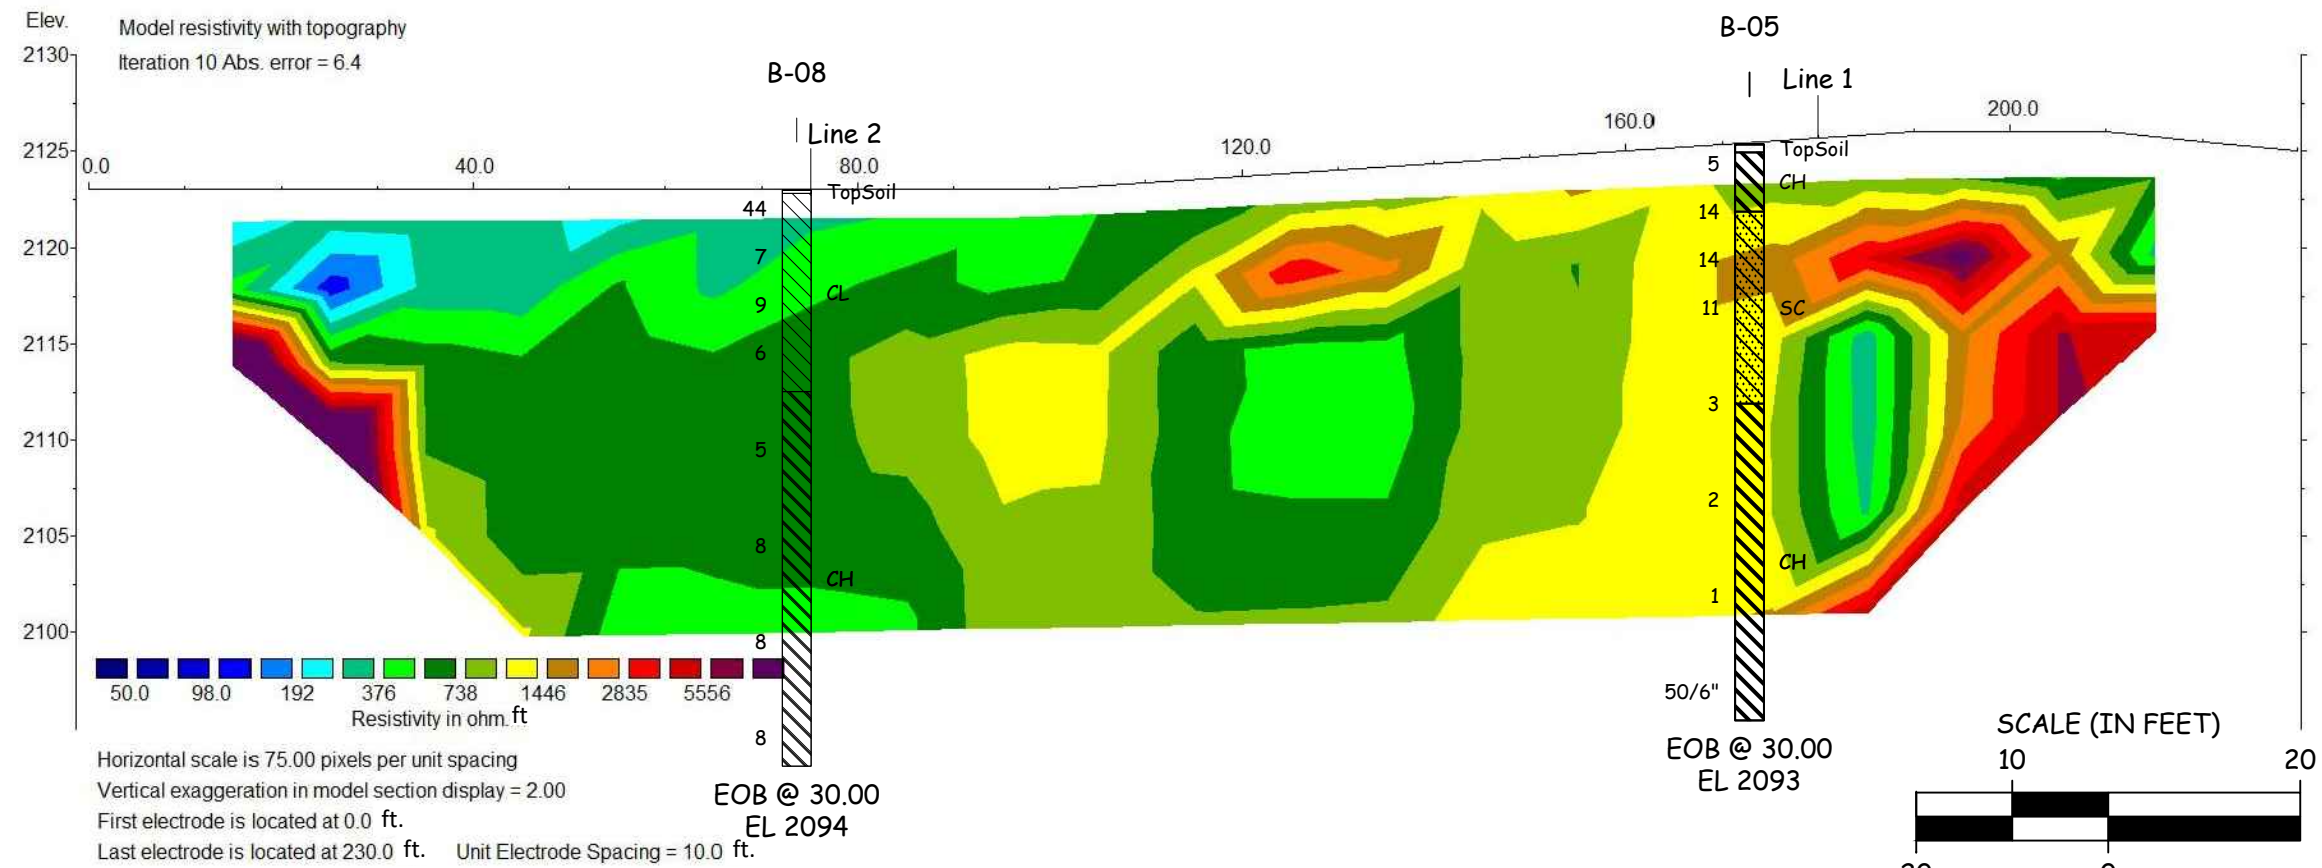 Elev.
Model resistivity with topography
Iteration 10 Abs. error = 6.4
B-05
B-08
Line 1
Line 2
2130
2125
2120
2115
2110
2105
2100
0.0 40.0 80.0 120.0 160.0 200.0
TopSoil
44
7
9
CL
6
5
8
CH
8
8
EOB @ 30.00
EL 2094
TopSoil
5
CH
14
14
11
SC
3
2
CH
1
50/6"
EOB @ 30.00
EL 2093
50.0 98.0 192 376 738 1446 2835 5556
Resistivity in ohm.ft
Horizontal scale is 75.00 pixels per unit spacing
Vertical exaggeration in model section display = 2.00
First electrode is located at 0.0 ft.
Last electrode is located at 230.0 ft. Unit Electrode Spacing = 10.0 ft.
SCALE (IN FEET)
10 20